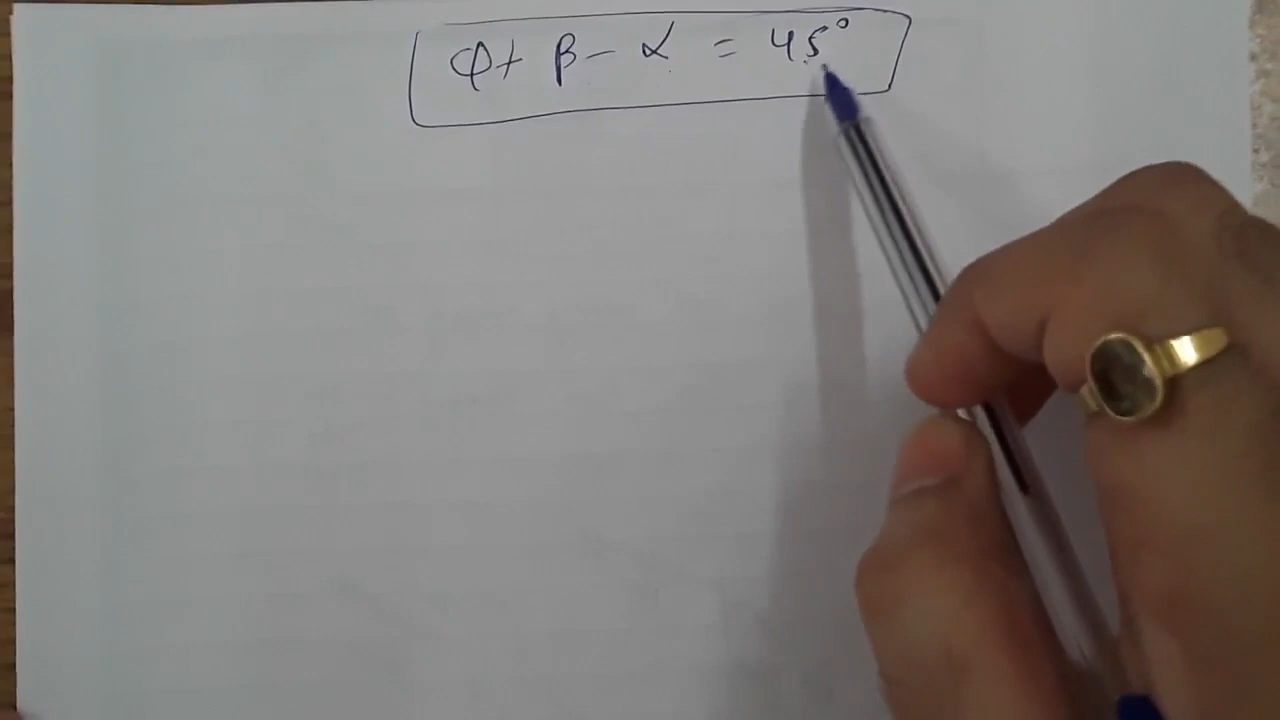 φ + β - α = 45°